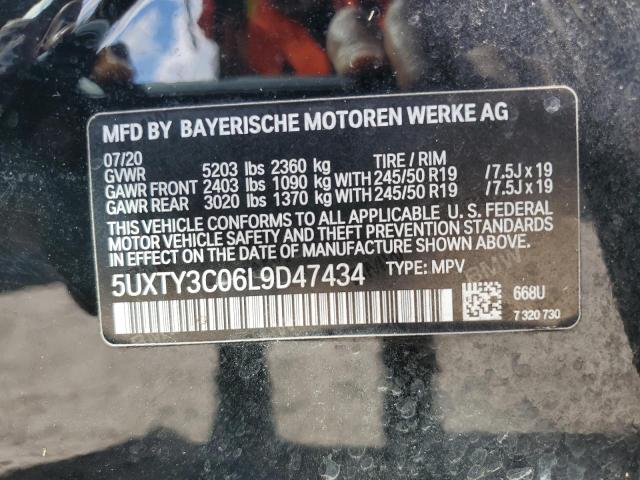 MFD BY BAYERISCHE MOTOREN WERKE AG
07/20
GVWR 5203 lbs 2360 kg TIRE / RIM
GAWR FRONT 2403 lbs 1090 kg WITH 245/50 R19 /7.5J x 19
GAWR REAR 3020 lbs 1370 kg WITH 245/50 R19 /7.5J x 19
THIS VEHICLE CONFORMS TO ALL APPLICABLE U. S. FEDERAL
MOTOR VEHICLE SAFETY AND THEFT PREVENTION STANDARDS
IN EFFECT ON THE DATE OF MANUFACTURE SHOWN ABOVE.
5UXTY3C06L9D47434 TYPE: MPV
668U
7 320 730